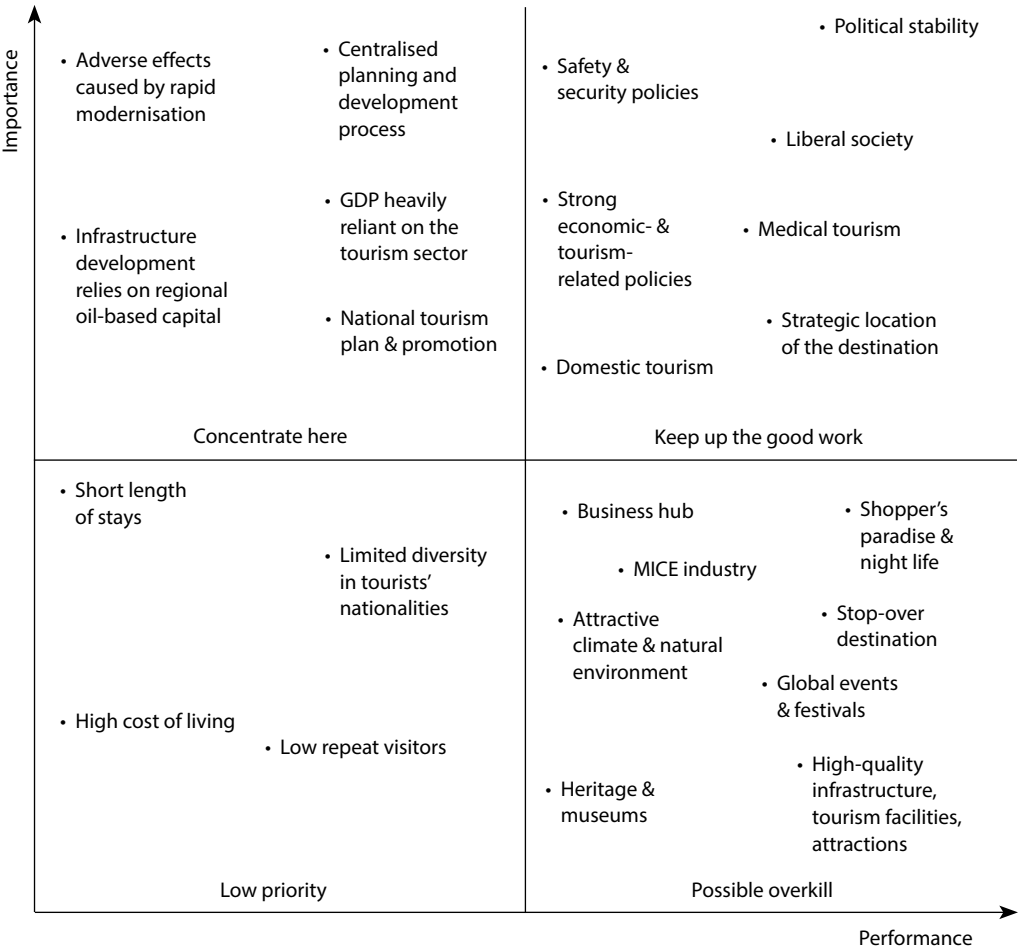 Importance
• Adverse effects
caused by rapid
modernisation
• Centralised
planning and
development
process
• Infrastructure
development
relies on regional
oil-based capital
• GDP heavily
reliant on the
tourism sector
• National tourism
plan & promotion
Concentrate here
• Political stability
• Safety &
security policies
• Liberal society
• Strong
economic- &
tourism-
related policies
• Medical tourism
• Strategic location
of the destination
• Domestic tourism
Keep up the good work
• Short length
of stays
• Limited diversity
in tourists’
nationalities
• High cost of living
• Low repeat visitors
Low priority
• Business hub
• Shopper’s
paradise &
night life
• MICE industry
• Attractive
climate & natural
environment
• Stop-over
destination
• Global events
& festivals
• Heritage &
museums
• High-quality
infrastructure,
tourism facilities,
attractions
Possible overkill
Performance